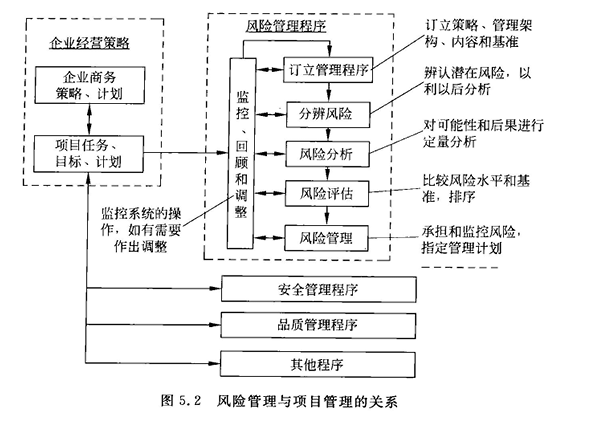 企业经营策略
企业商务
策略、计划
项目任务、
目标、计划
风险管理程序
监控、回顾和调整
订立管理程序
分辨风险
风险分析
风险评估
风险管理
订立策略、管理架
构、内容和基准
辨认潜在风险，以
利以后分析
对可能性和后果进行
定量分析
比较风险水平和基
准，排序
承担和监控风险，
指定管理计划
监控系统的操
作，如有需要
作出调整
安全管理程序
品质管理程序
其他程序
图 5.2 风险管理与项目管理的关系